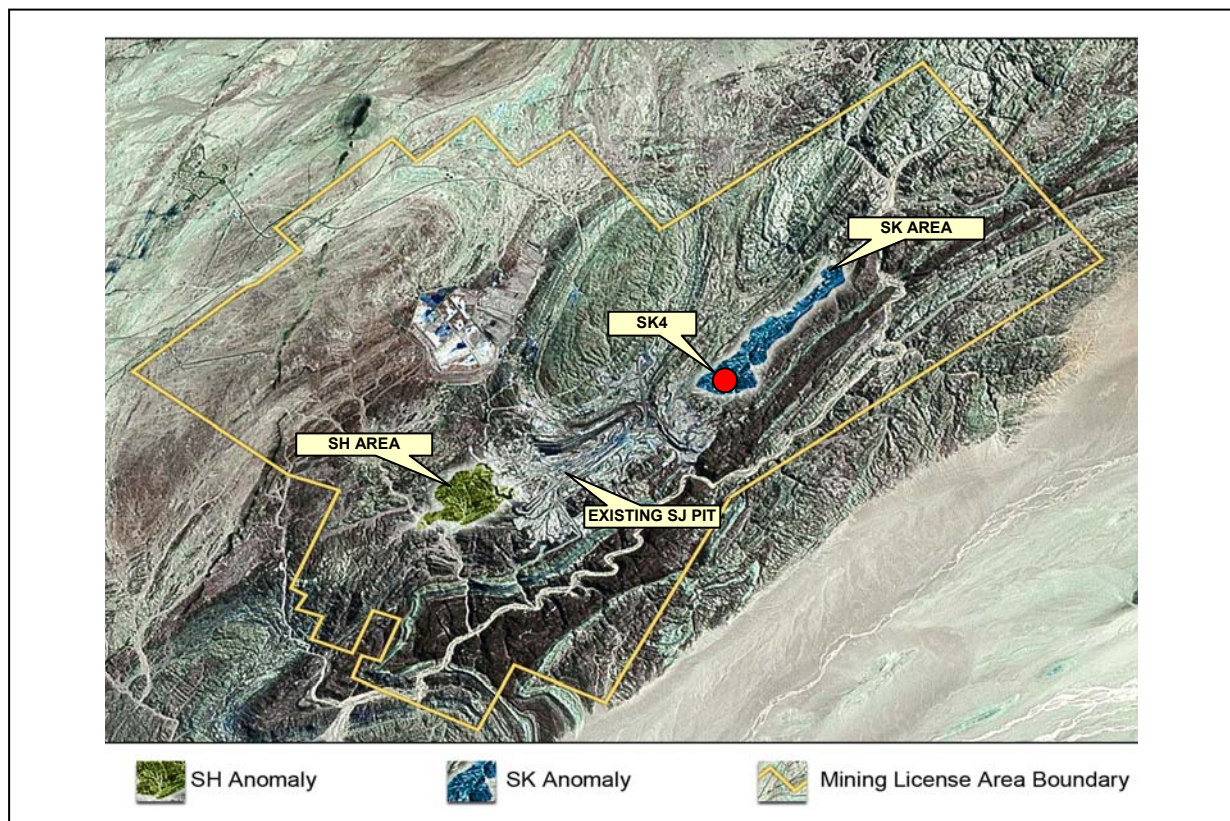 SK AREA
SK4
SH AREA
EXISTING SJ PIT
SH Anomaly
SK Anomaly
Mining License Area Boundary